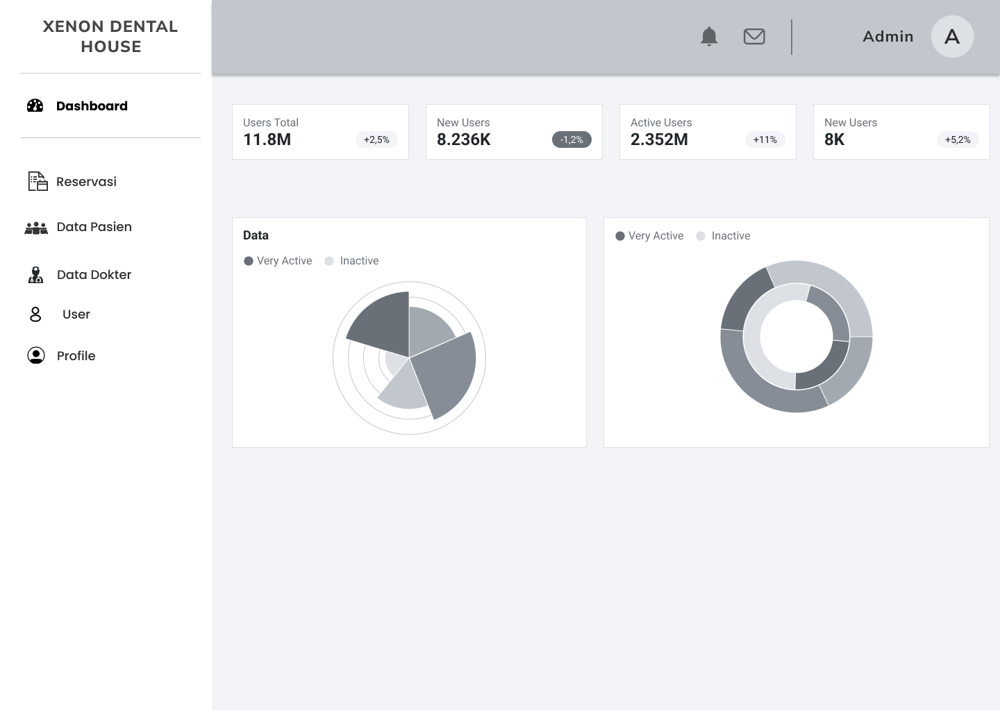 XENON DENTAL
HOUSE
Admin
A
Dashboard
Reservasi
Data Pasien
Data Dokter
User
Profile
Users Total
11.8M
+2,5%
New Users
8.236K
-1,2%
Active Users
2.352M
+11%
New Users
8K
+5,2%
Data
Very Active
Inactive
Very Active
Inactive